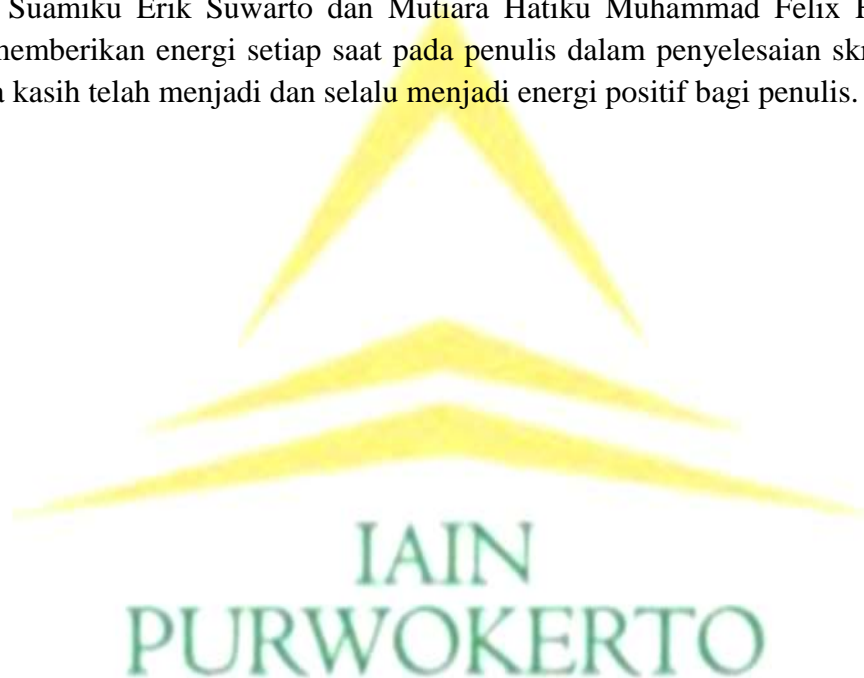 Suamiku Erik Suwarto dan Mutiara Hatiku Muhammad Felix
memberikan energi setiap saat pada penulis dalam penyelesaian
kasih telah menjadi dan selalu menjadi energi positif bagi penulis.
IAIN
PURWOKERTO